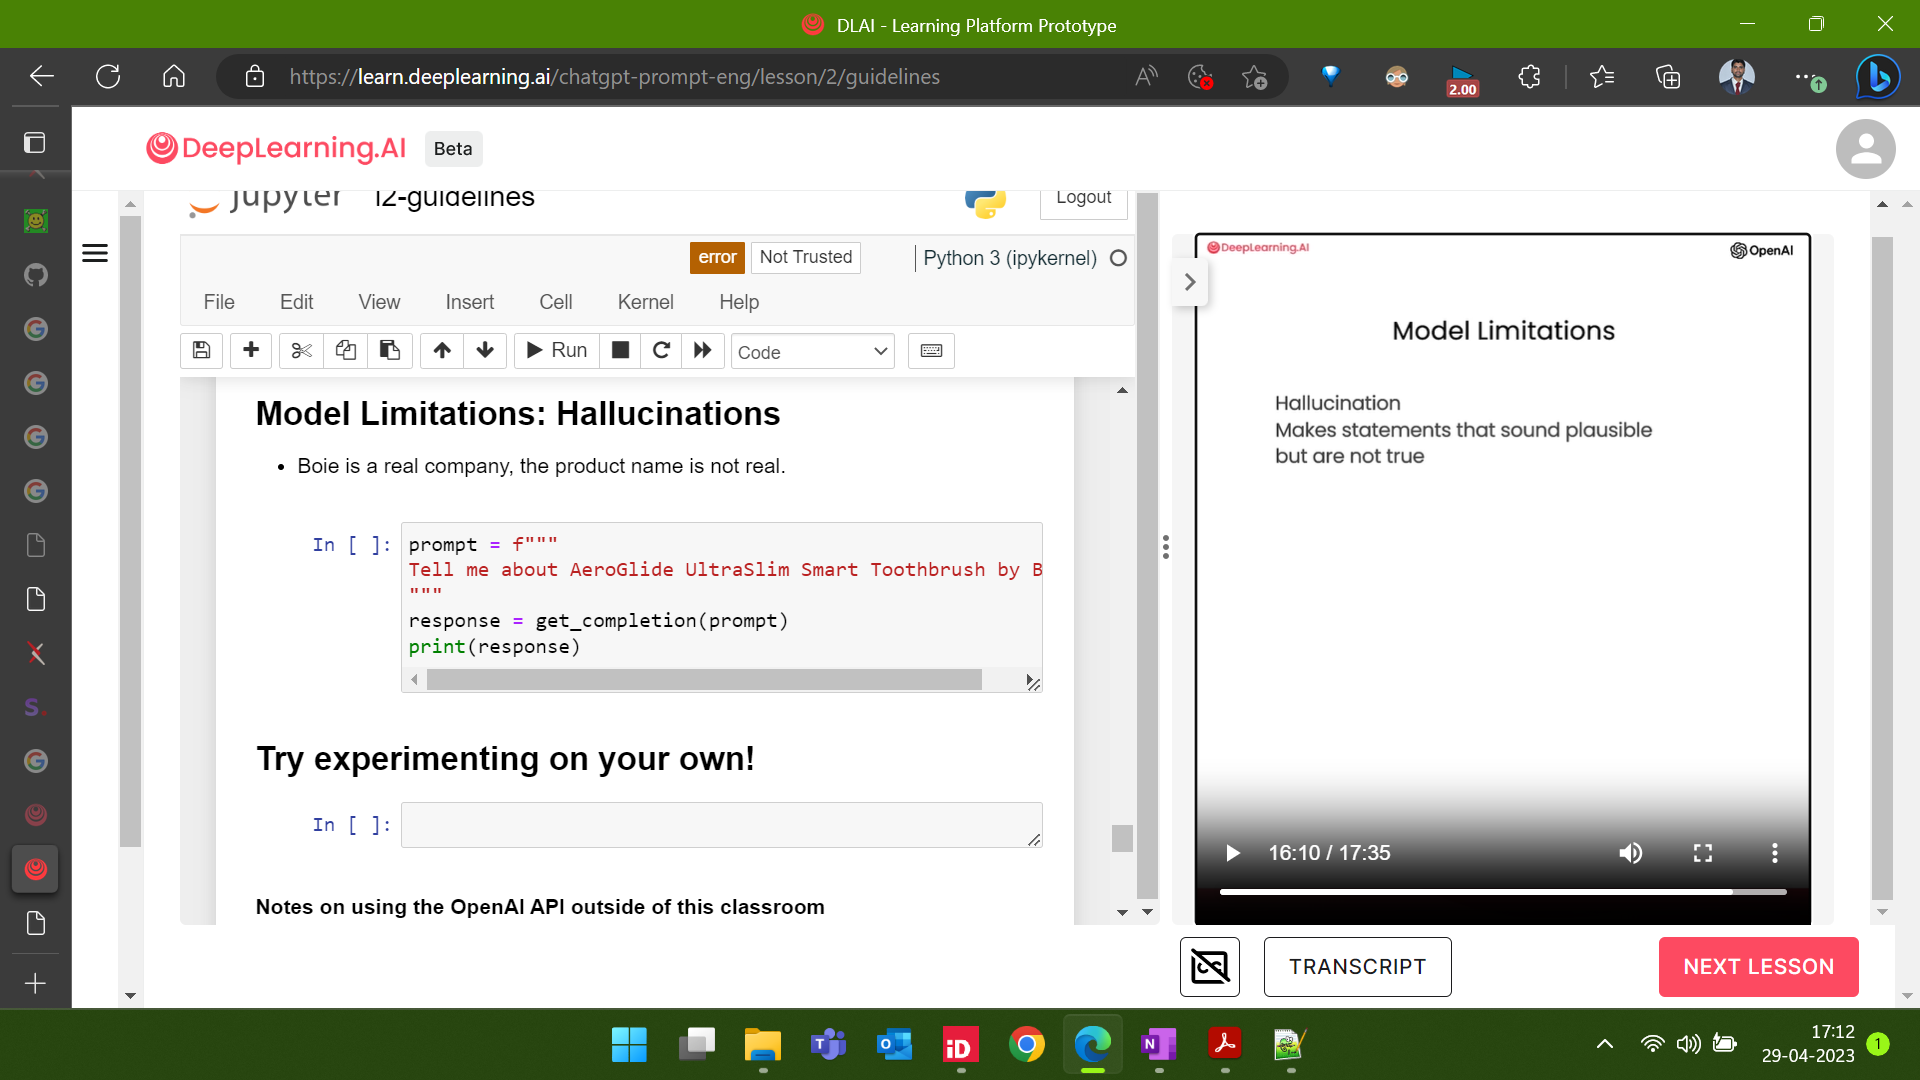 DLAI - Learning Platform Prototype
https://learn.deeplearning.ai/chatgpt-prompt-eng/lesson/2/guidelines
2.00
DeepLearning.AI Beta
jupyter l2-guidelines Logout
error Not Trusted Python 3 (ipykernel)
File Edit View Insert Cell Kernel Help
Run Code
Model Limitations: Hallucinations
• Boie is a real company, the product name is not real.
In [ ]: prompt = f"""
Tell me about AeroGlide UltraSlim Smart Toothbrush by B
"""
response = get_completion(prompt)
print(response)
Try experimenting on your own!
In [ ]:
Notes on using the OpenAI API outside of this classroom
DeepLearning.AI OpenAI
Model Limitations
Hallucination
Makes statements that sound plausible
but are not true
16:10 / 17:35
TRANSCRIPT NEXT LESSON
17:12
29-04-2023
1